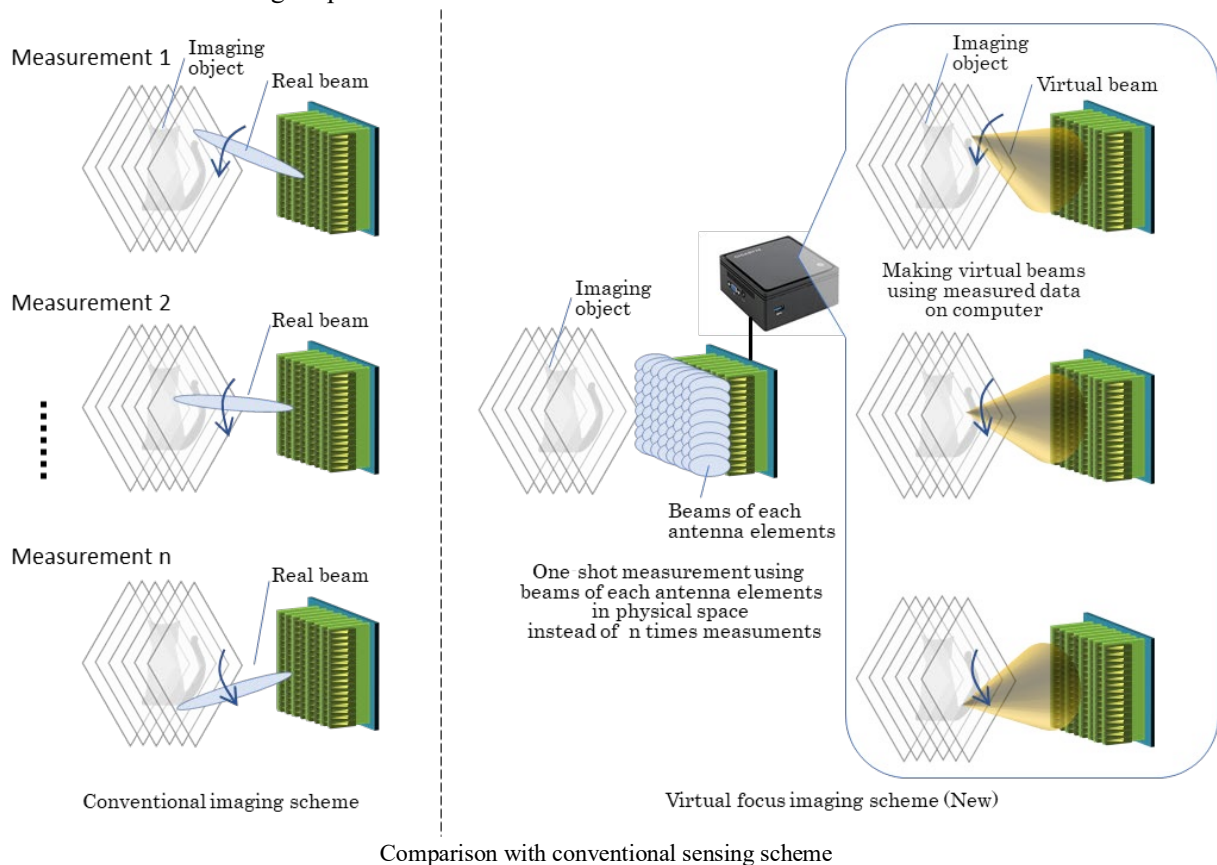 Measurement 1
Imaging
object
Real beam
Measurement 2
Real beam
Measurement n
Real beam
Conventional imaging scheme
Imaging
object
Beams of each
antenna elements
One shot measurement using
beams of each antenna elements
in physical space
instead of n times measuments
Imaging
object
Virtual beam
Making virtual beams
using measured data
on computer
Virtual focus imaging scheme (New)
Comparison with conventional sensing scheme